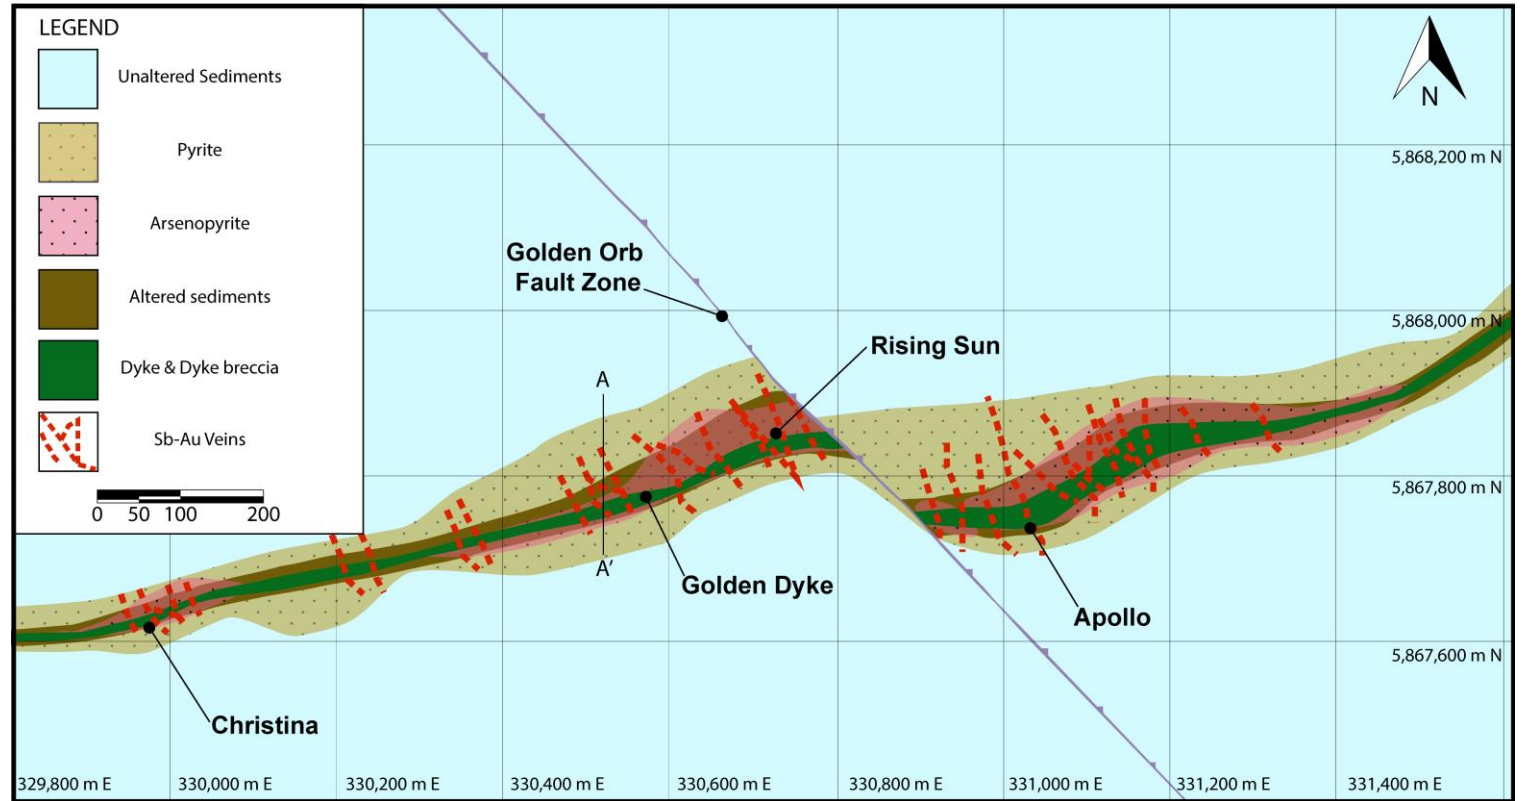 LEGEND
Unaltered Sediments
Pyrite
Arsenopyrite
Altered sediments
Dyke & Dyke breccia
Sb-Au Veins
0 50 100 200
N
5,868,200 m N
Golden Orb
Fault Zone
5,868,000 m N
Rising Sun
A
5,867,800 m N
A'
Golden Dyke
Apollo
5,867,600 m N
Christina
329,800 m E
330,000 m E
330,200 m E
330,400 m E
330,600 m E
330,800 m E
331,000 m E
331,200 m E
331,400 m E